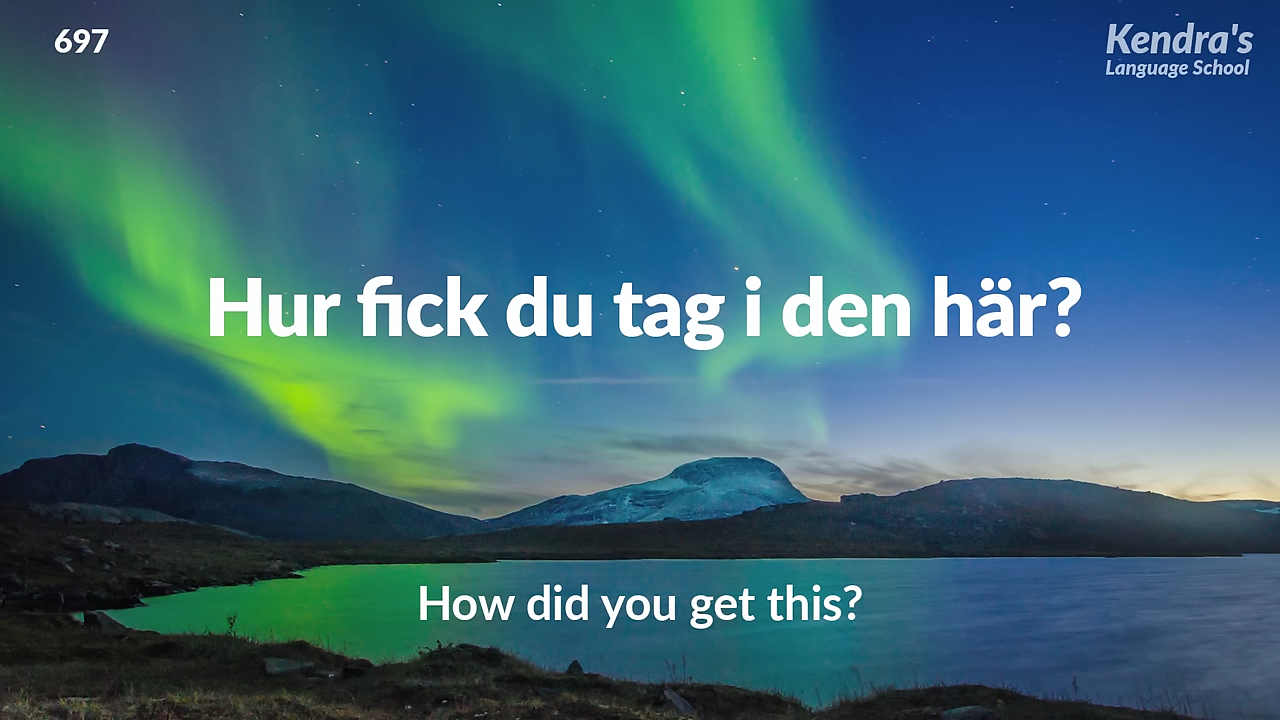 697
Kendra's
Language School
Hur fick du tag i den här?
How did you get this?